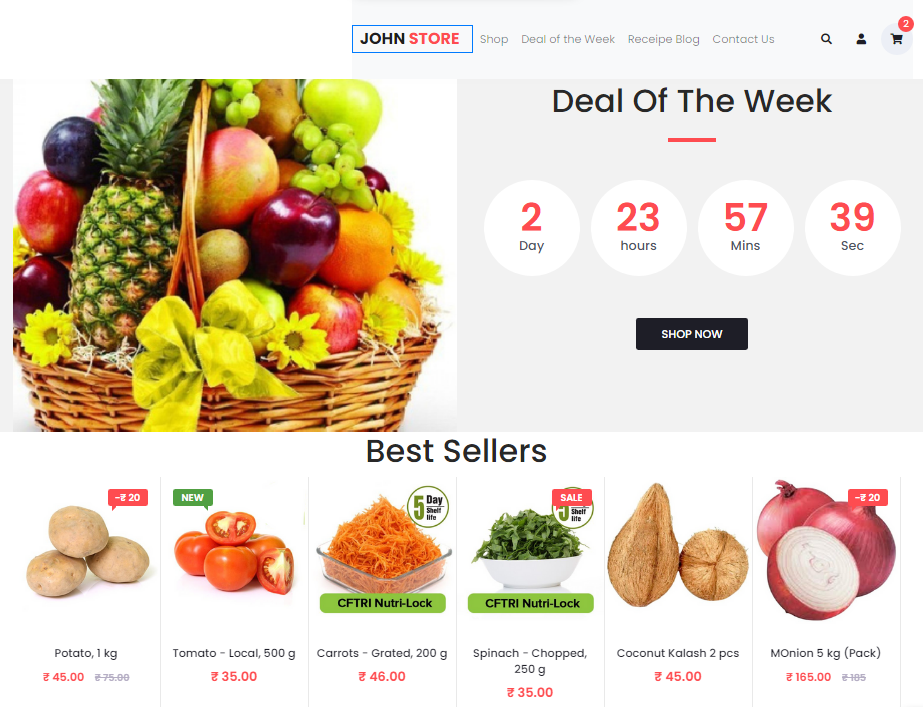 JOHN STORE Shop Deal of the Week Receipe Blog Contact Us 2
Deal Of The Week
2 23 57 39
Day hours Mins Sec
SHOP NOW
Best Sellers
-₹ 20 NEW 5 Day Shelf life SALE Shelf life -₹ 20
CFTRI Nutri-Lock CFTRI Nutri-Lock
Potato, 1 kg
₹ 45.00 ₹ 75.00
Tomato - Local, 500 g
₹ 35.00
Carrots - Grated, 200 g
₹ 46.00
Spinach - Chopped,
250 g
₹ 35.00
Coconut Kalash 2 pcs
₹ 45.00
MOnion 5 kg (Pack)
₹ 165.00 ₹ 185